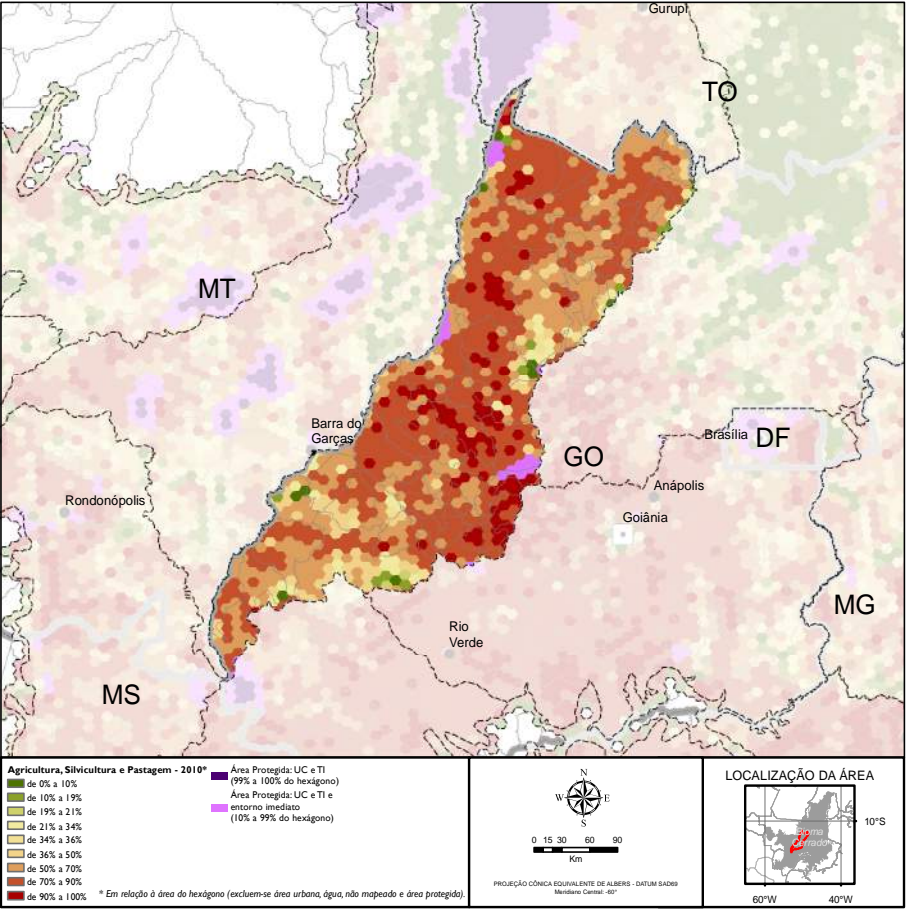 Gurupi
TO
MT
Barra do
Garças
Brasília
DF
GO
Rondonópolis
Anápolis
Goiânia
MG
Rio
Verde
MS
Agricultura, Silvicultura e Pastagem - 2010*
de 0% a 10%
de 10% a 19%
de 19% a 21%
de 21% a 34%
de 34% a 36%
de 36% a 50%
de 50% a 70%
de 70% a 90%
de 90% a 100%
Área Protegida: UC e TI
(99% a 100% do hexágono)
Área Protegida: UC e TI e
entorno imediato
(10% a 99% do hexágono)
* Em relação à área do hexágono (excluem-se área urbana, água, não mapeado e área protegida).
N
W E
S
0 15 30 60 90
Km
PROJEÇÃO CÔNICA EQUIVALENTE DE ALBERS - DATUM SAD69
Meridiano Central: -60°
LOCALIZAÇÃO DA ÁREA
Bioma
Cerrado
10°S
60°W 40°W